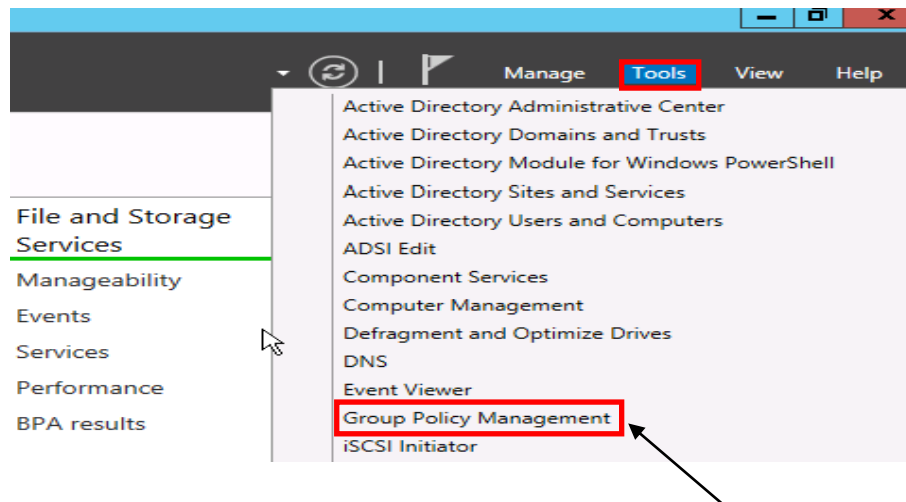 Manage Tools View Help
Active Directory Administrative Center
Active Directory Domains and Trusts
Active Directory Module for Windows PowerShell
Active Directory Sites and Services
Active Directory Users and Computers
ADSI Edit
Component Services
Computer Management
Defragment and Optimize Drives
DNS
Event Viewer
Group Policy Management
iSCSI Initiator
File and Storage
Services
Manageability
Events
Services
Performance
BPA results